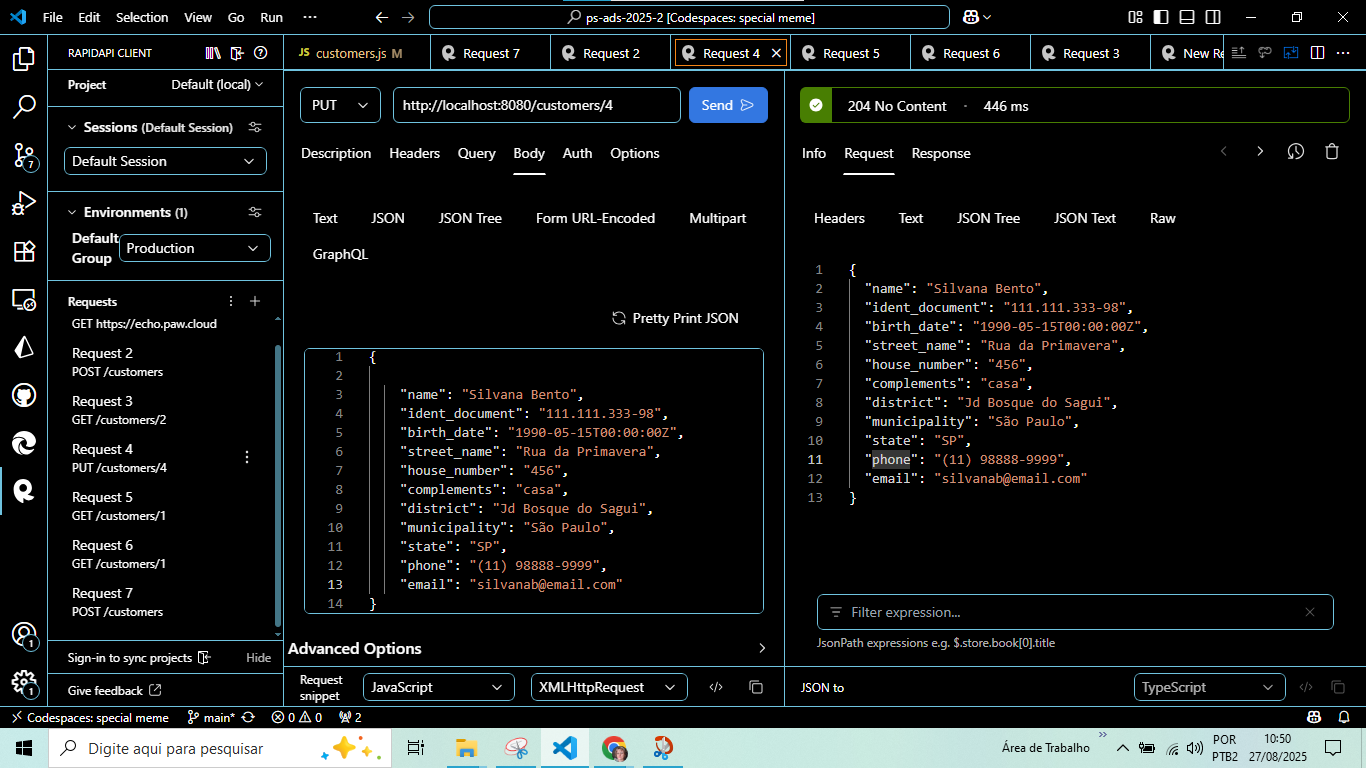 File Edit Selection View Go Run ···
ps-ads-2025-2 [Codespaces: special meme]
RAPIDAPI CLIENT
JS customers.js M
Request 7
Request 2
Request 4
Request 5
Request 6
Request 3
New Re
Project
Default (local)
Sessions (Default Session)
Default Session
Environments (1)
Default Group
Production
Requests
GET https://echo.paw.cloud
Request 2
POST /customers
Request 3
GET /customers/2
Request 4
PUT /customers/4
Request 5
GET /customers/1
Request 6
GET /customers/1
Request 7
POST /customers
Sign-in to sync projects
Hide
Give feedback
7
1
1
PUT
http://localhost:8080/customers/4
Send
Description Headers Query Body Auth Options
Text JSON JSON Tree Form URL-Encoded Multipart
GraphQL
Pretty Print JSON
1 {
2
3 "name": "Silvana Bento",
4 "ident_document": "111.111.333-98",
5 "birth_date": "1990-05-15T00:00:00Z",
6 "street_name": "Rua da Primavera",
7 "house_number": "456",
8 "complements": "casa",
9 "district": "Jd Bosque do Sagui",
10 "municipality": "São Paulo",
11 "state": "SP",
12 "phone": "(11) 98888-9999",
13 "email": "silvanab@email.com"
14 }
Advanced Options
Request snippet
JavaScript
XMLHttpRequest
204 No Content · 446 ms
Info Request Response
Headers Text JSON Tree JSON Text Raw
1 {
2 "name": "Silvana Bento",
3 "ident_document": "111.111.333-98",
4 "birth_date": "1990-05-15T00:00:00Z",
5 "street_name": "Rua da Primavera",
6 "house_number": "456",
7 "complements": "casa",
8 "district": "Jd Bosque do Sagui",
9 "municipality": "São Paulo",
10 "state": "SP",
11 "phone": "(11) 98888-9999",
12 "email": "silvanab@email.com"
13 }
Filter expression...
JsonPath expressions e.g. $.store.book[0].title
JSON to
TypeScript
Codespaces: special meme
main*
0 0
2
Digite aqui para pesquisar
Área de Trabalho
POR
PTB2
10:50
27/08/2025